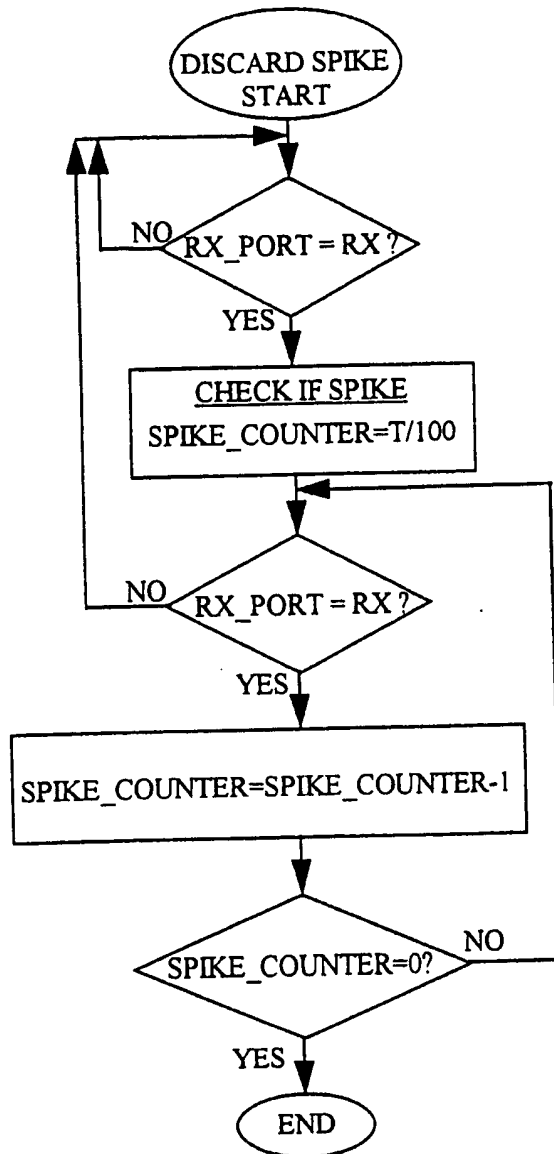 DISCARD SPIKE
START
NO
RX_PORT = RX ?
YES
CHECK IF SPIKE
SPIKE_COUNTER=T/100
NO
RX_PORT = RX ?
YES
SPIKE_COUNTER=SPIKE_COUNTER-1
SPIKE_COUNTER=0?
NO
YES
END